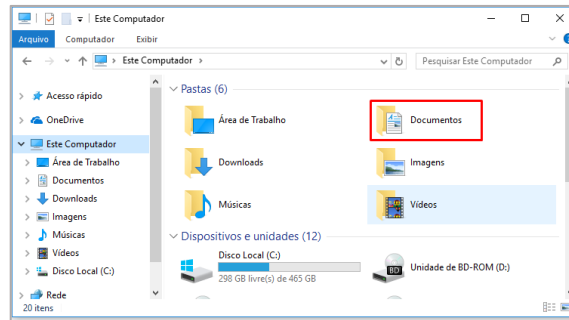 Este Computador
Arquivo Computador Exibir
Este Computador
Pesquisar Este Computador
Acesso rápido
OneDrive
Este Computador
Área de Trabalho
Documentos
Downloads
Imagens
Músicas
Vídeos
Disco Local (C:)
Rede
Pastas (6)
Área de Trabalho
Documentos
Downloads
Imagens
Músicas
Vídeos
Dispositivos e unidades (12)
Disco Local (C:)
298 GB livre(s) de 465 GB
BD
Unidade de BD-ROM (D:)
20 itens